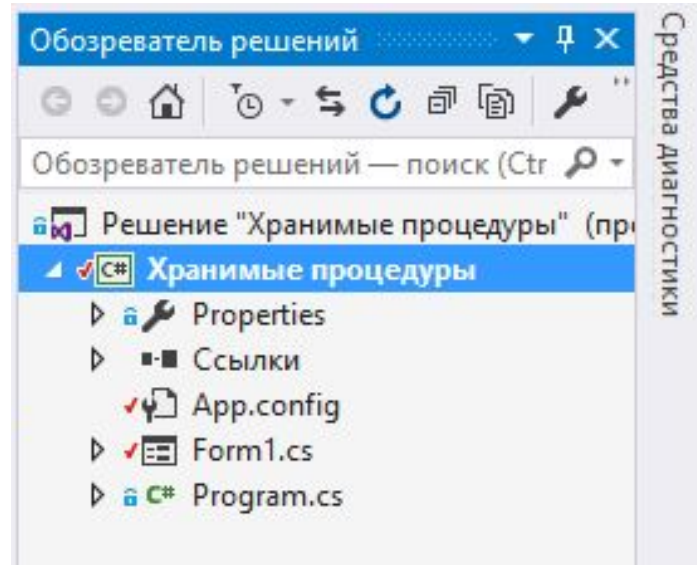 Обозреватель решений
Обозреватель решений — поиск (Ctr
Решение "Хранимые процедуры" (пр
C# Хранимые процедуры
Properties
Ссылки
App.config
Form1.cs
C# Program.cs
Средства диагностики